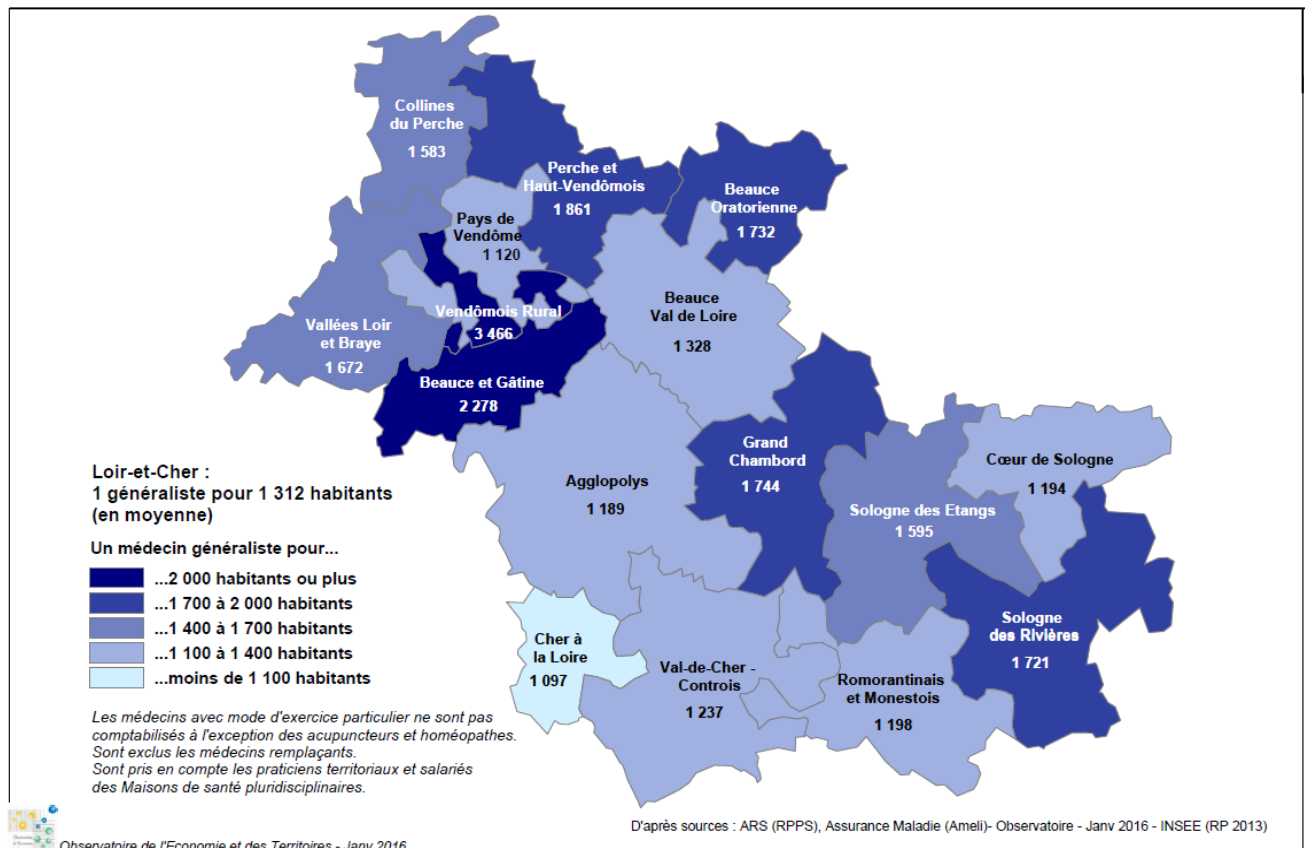 Collines
du Perche
1 583
Perche et
Haut-Vendômois
1 861
Beauce
Oratorienne
1 732
Pays de
Vendôme
1 120
Vendômois Rural
3 466
Vallées Loir
et Braye
1 672
Beauce
Val de Loire
1 328
Beauce et Gâtine
2 278
Grand
Chambord
1 744
Cœur de Sologne
1 194
Agglopolys
1 189
Sologne des Etangs
1 595
Sologne
des Rivières
1 721
Cher à
la Loire
1 097
Val-de-Cher -
Controis
1 237
Romorantinais
et Monestois
1 198
Loir-et-Cher :
1 généraliste pour 1 312 habitants
(en moyenne)
Un médecin généraliste pour...
...2 000 habitants ou plus
...1 700 à 2 000 habitants
...1 400 à 1 700 habitants
...1 100 à 1 400 habitants
...moins de 1 100 habitants
Les médecins avec mode d'exercice particulier ne sont pas
comptabilisés à l'exception des acupuncteurs et homéopathes.
Sont exclus les médecins remplaçants.
Sont pris en compte les praticiens territoriaux et salariés
des Maisons de santé pluridisciplinaires.
D'après sources : ARS (RPPS), Assurance Maladie (Ameli)- Observatoire - Janv 2016 - INSEE (RP 2013)
Observatoire de l'Economie et des Territoires - Janv 2016